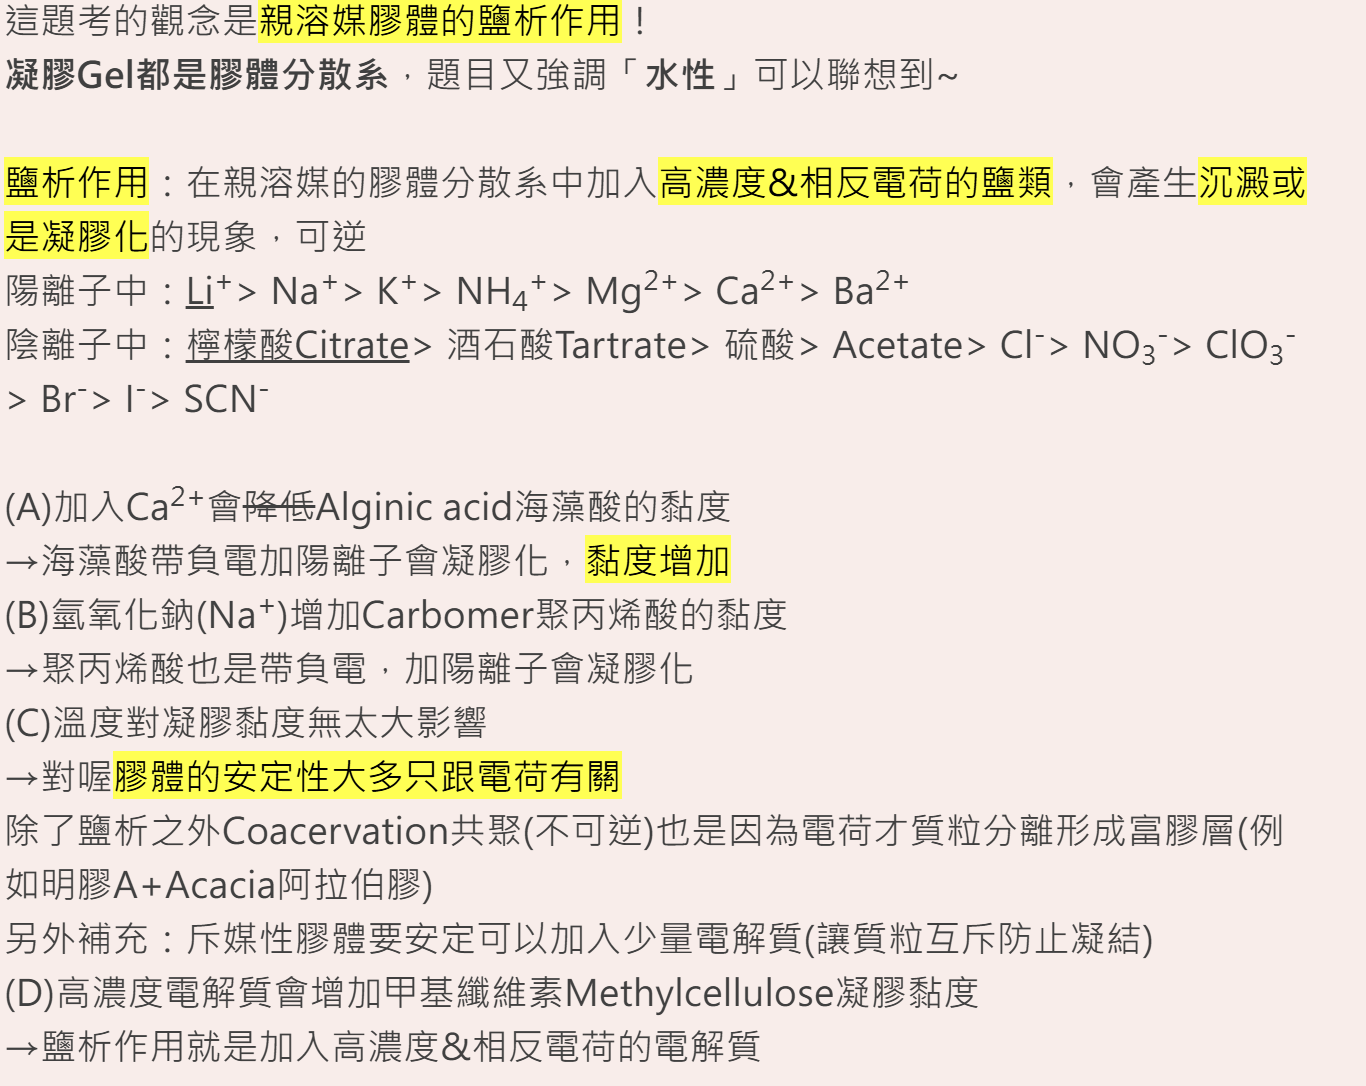 這題考的觀念是親溶媒膠體的鹽析作用！
凝膠Gel都是膠體分散系，題目又強調「水性」可以聯想到~
鹽析作用：在親溶媒的膠體分散系中加入高濃度&相反電荷的鹽類，會產生沉澱或
是凝膠化的現象，可逆
陽離子中：Li⁺> Na⁺> K⁺> NH₄⁺> Mg²⁺> Ca²⁺> Ba²⁺
陰離子中：檸檬酸Citrate> 酒石酸Tartrate> 硫酸> Acetate> Cl⁻> NO₃⁻> ClO₃⁻
> Br⁻> I⁻> SCN⁻
(A)加入Ca²⁺會降低Alginic acid海藻酸的黏度
→海藻酸帶負電加陽離子會凝膠化，黏度增加
(B)氫氧化鈉(Na⁺)增加Carbomer聚丙烯酸的黏度
→聚丙烯酸也是帶負電，加陽離子會凝膠化
(C)溫度對凝膠黏度無太大影響
→對喔膠體的安定性大多只跟電荷有關
除了鹽析之外Coacervation共聚(不可逆)也是因為電荷才質粒分離形成富膠層(例
如明膠A+Acacia阿拉伯膠)
另外補充：斥媒性膠體要安定可以加入少量電解質(讓質粒互斥防止凝結)
(D)高濃度電解質會增加甲基纖維素Methylcellulose凝膠黏度
→鹽析作用就是加入高濃度&相反電荷的電解質